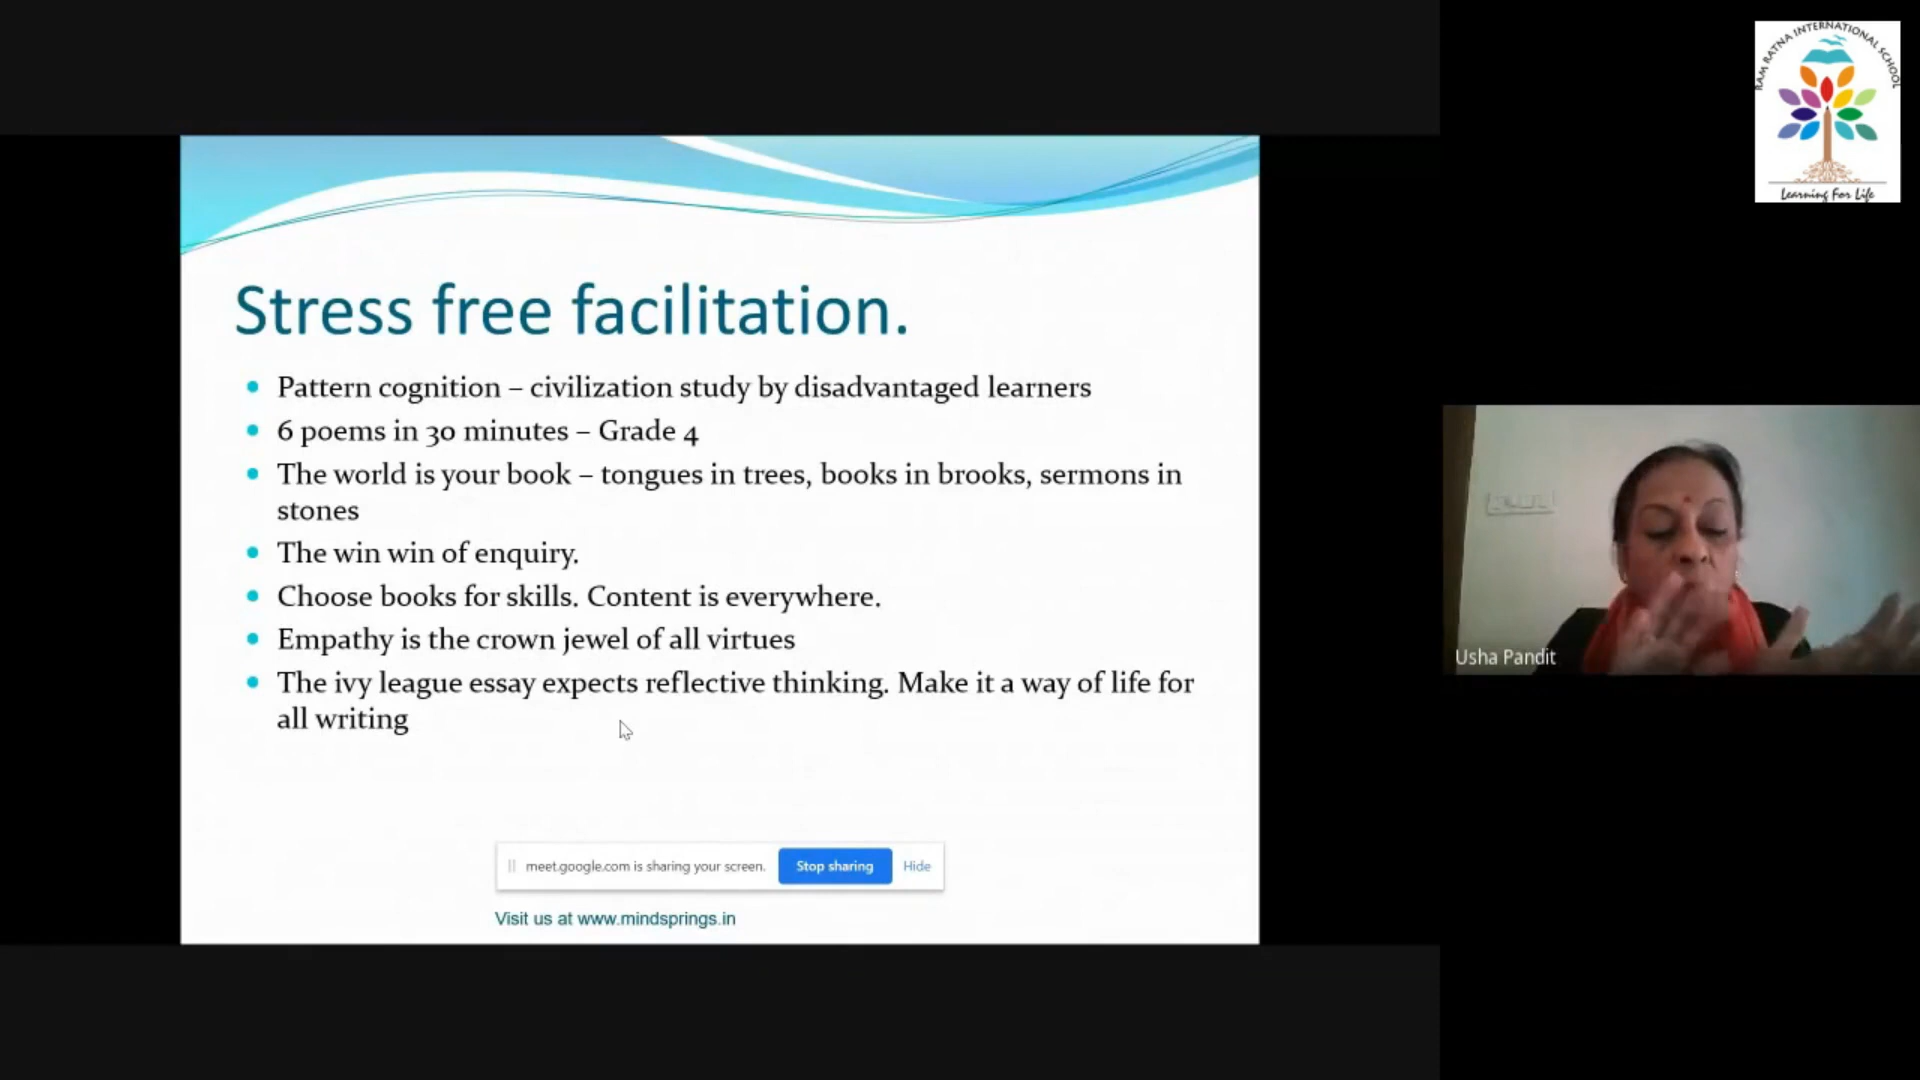 RAM RATNA INTERNATIONAL SCHOOL
Learning For Life
Stress free facilitation.
Pattern cognition – civilization study by disadvantaged learners
6 poems in 30 minutes – Grade 4
The world is your book – tongues in trees, books in brooks, sermons in
stones
The win win of enquiry.
Choose books for skills. Content is everywhere.
Empathy is the crown jewel of all virtues
The ivy league essay expects reflective thinking. Make it a way of life for
all writing
Usha Pandit
meet.google.com is sharing your screen. Stop sharing Hide
Visit us at www.mindsprings.in